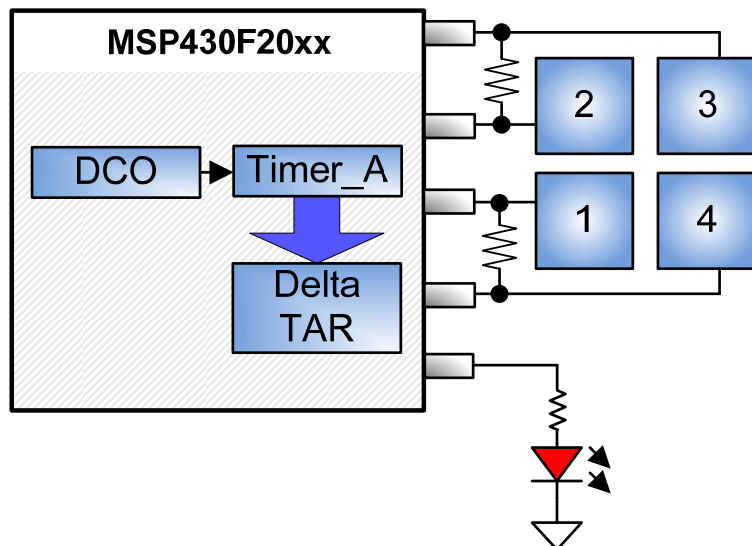 MSP430F20xx
DCO
Timer_A
Delta
TAR
2
3
1
4